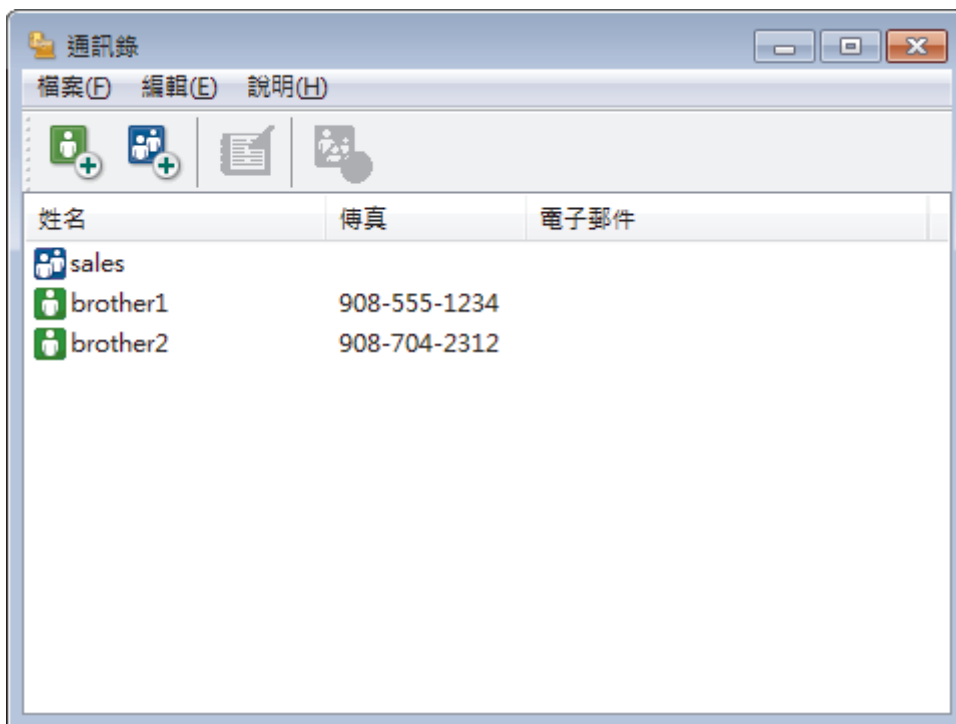 通訊錄
檔案(F) 編輯(E) 說明(H)
姓名 傳真 電子郵件
sales
brother1 908-555-1234
brother2 908-704-2312